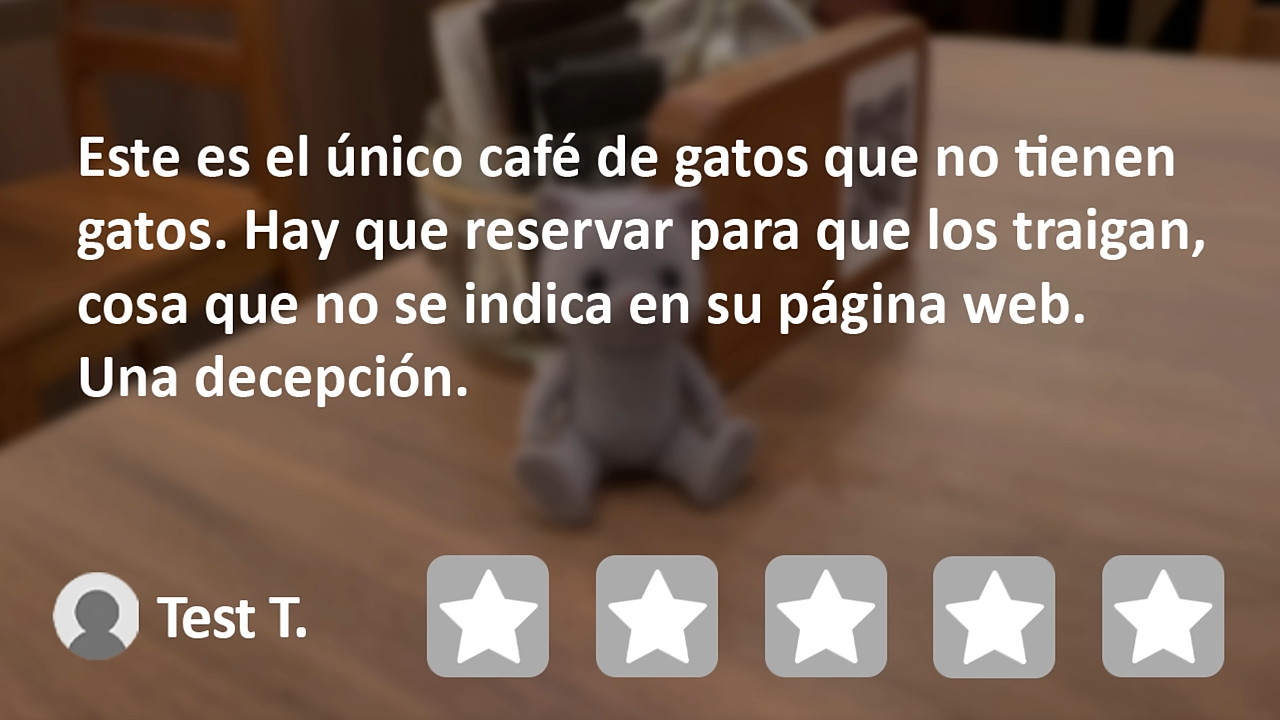 Este es el único café de gatos que no tienen
gatos. Hay que reservar para que los traigan,
cosa que no se indica en su página web.
Una decepción.
Test T.